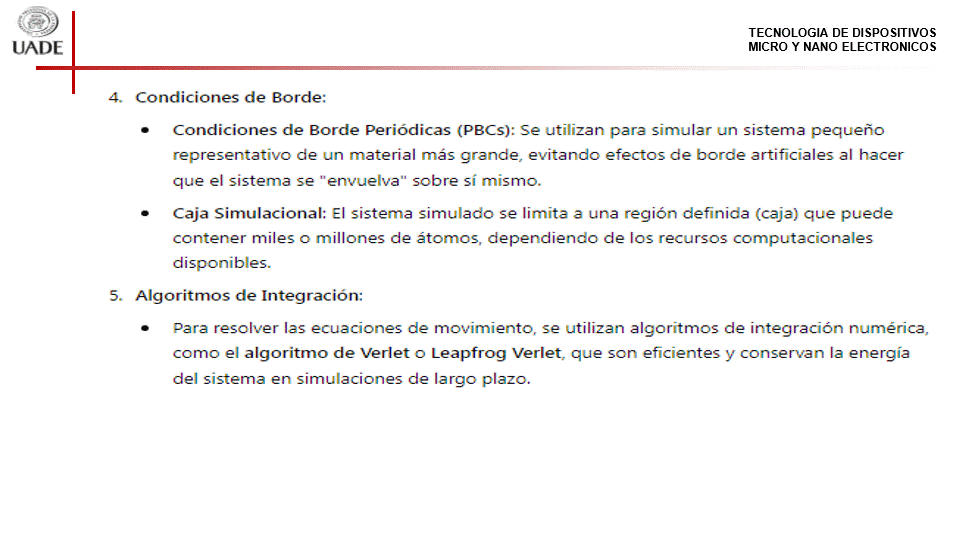 UADE
TECNOLOGIA DE DISPOSITIVOS
MICRO Y NANO ELECTRONICOS
4. Condiciones de Borde:
• Condiciones de Borde Periódicas (PBCs): Se utilizan para simular un sistema pequeño
representativo de un material más grande, evitando efectos de borde artificiales al hacer
que el sistema se "envuelva" sobre sí mismo.
• Caja Simulacional: El sistema simulado se limita a una región definida (caja) que puede
contener miles o millones de átomos, dependiendo de los recursos computacionales
disponibles.
5. Algoritmos de Integración:
• Para resolver las ecuaciones de movimiento, se utilizan algoritmos de integración numérica,
como el algoritmo de Verlet o Leapfrog Verlet, que son eficientes y conservan la energía
del sistema en simulaciones de largo plazo.